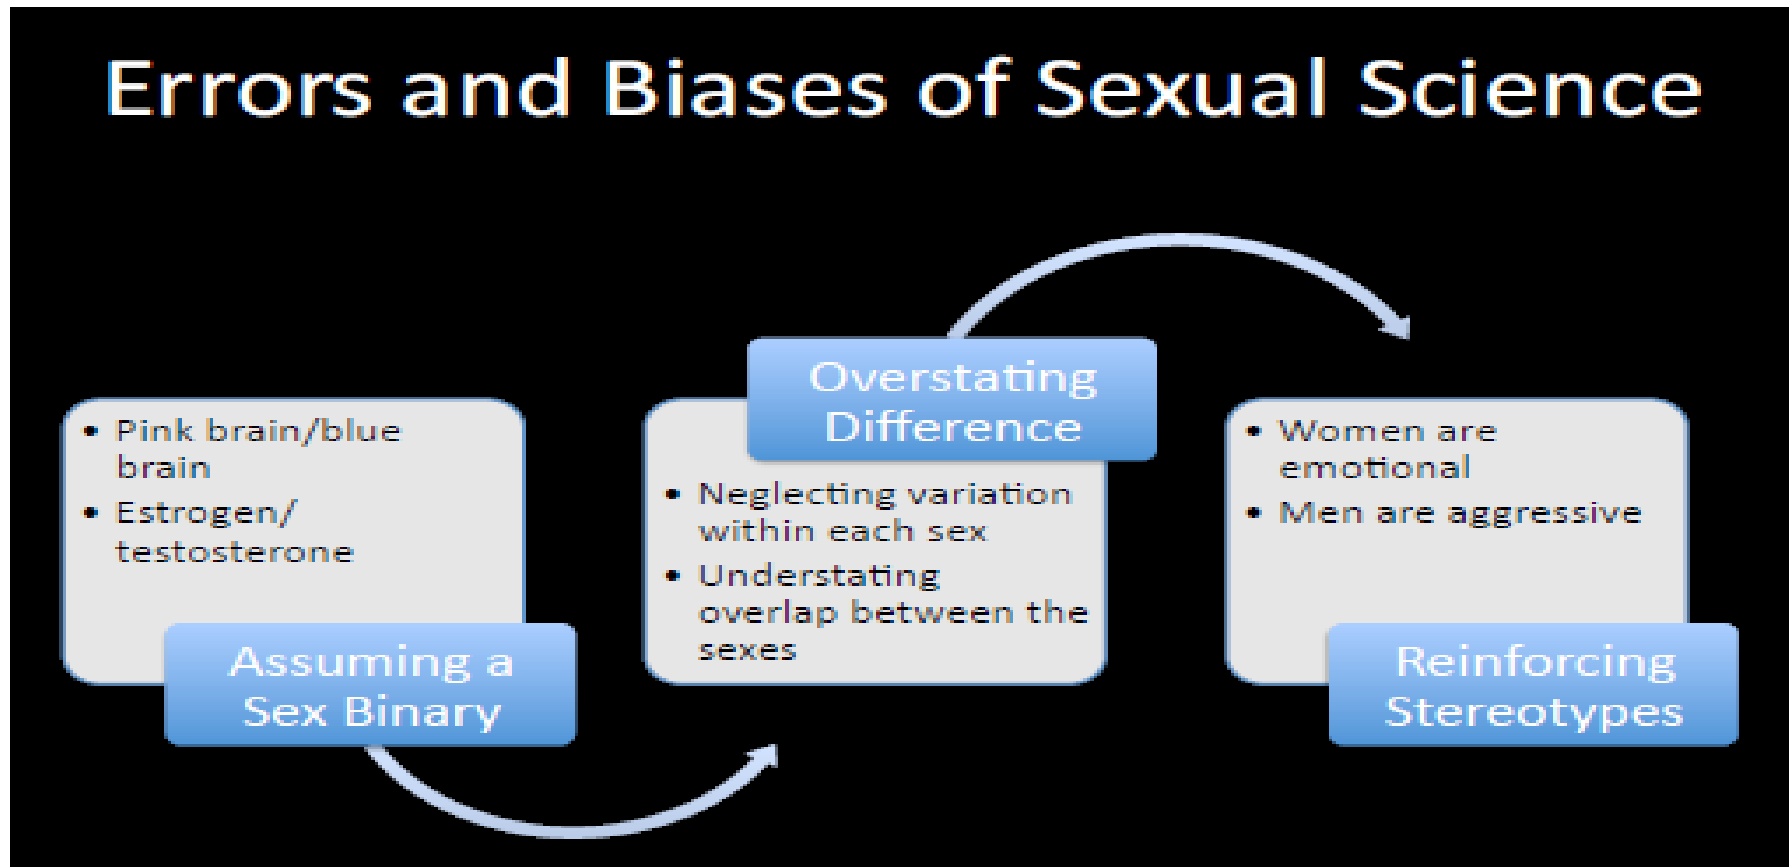 Errors and Biases of Sexual Science
• Pink brain/blue
brain
• Estrogen/
testosterone
Assuming a
Sex Binary
Overstating
Difference
• Neglecting variation
within each sex
• Understating
overlap between the
sexes
• Women are
emotional
• Men are aggressive
Reinforcing
Stereotypes